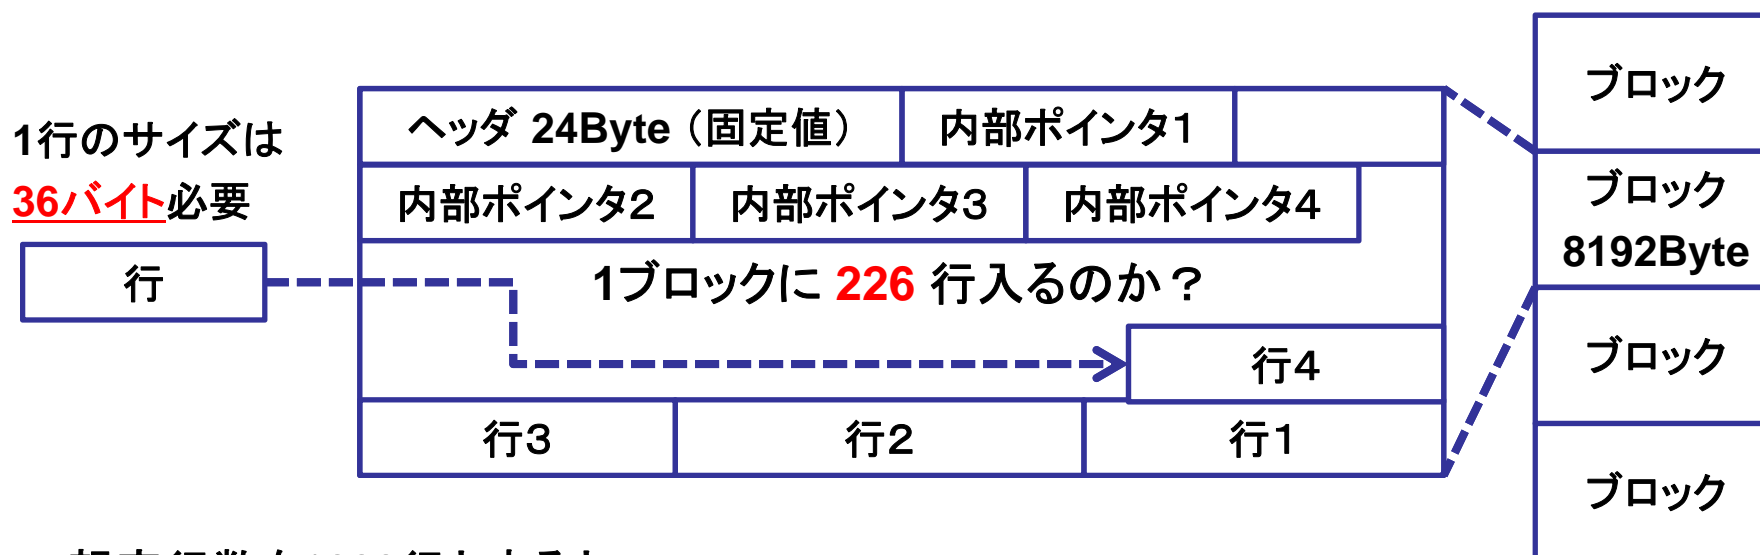 1行のサイズは
36バイト必要
行
ヘッダ 24Byte（固定値）
内部ポインタ1
内部ポインタ2
内部ポインタ3
内部ポインタ4
1ブロックに 226 行入るのか？
行4
行3
行2
行1
ブロック
ブロック
8192Byte
ブロック
ブロック